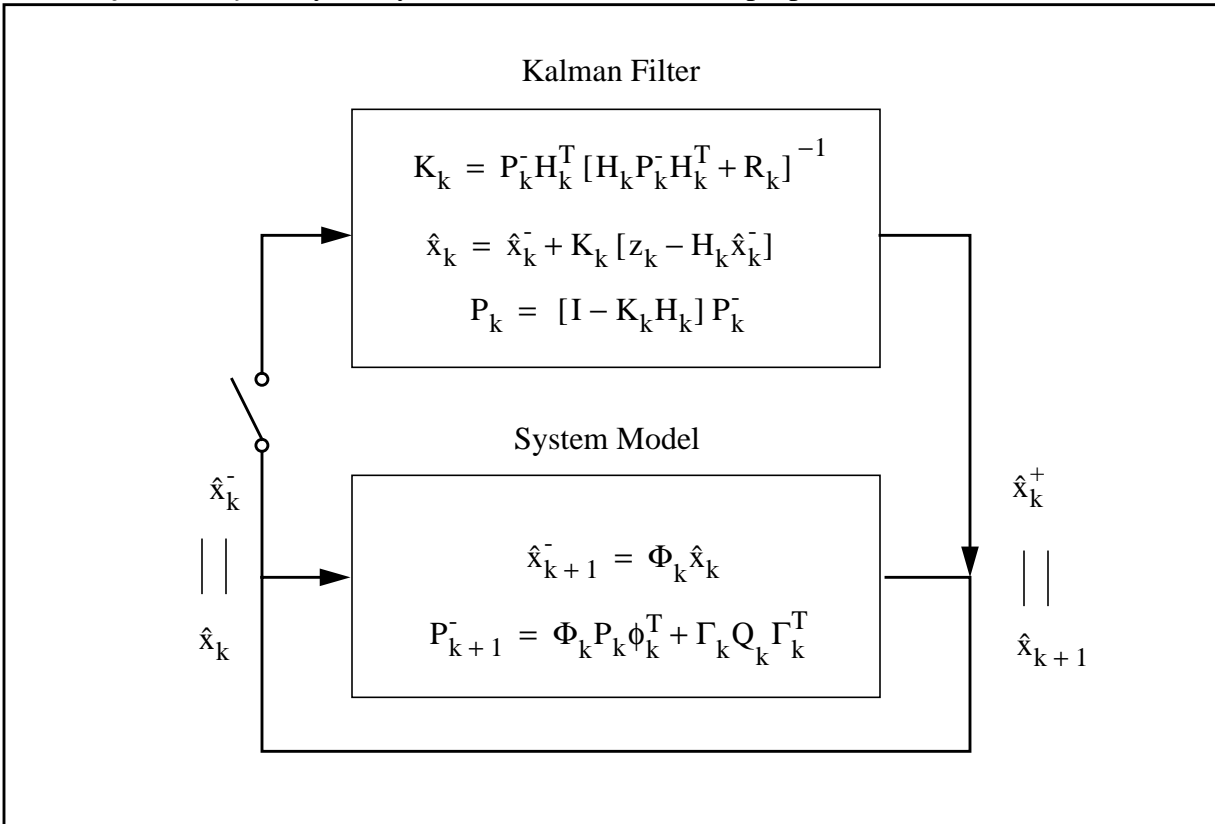 Kalman Filter
K_k = P_k^- H_k^T [H_k P_k^- H_k^T + R_k]^{-1}
x̂_k = x̂_k^- + K_k [z_k − H_k x̂_k^-]
P_k = [I − K_k H_k] P_k^-
System Model
x̂_k^-
x̂_k
x̂_{k+1}^- = Φ_k x̂_k
P_{k+1}^- = Φ_k P_k ϕ_k^T + Γ_k Q_k Γ_k^T
x̂_k^+
x̂_{k+1}